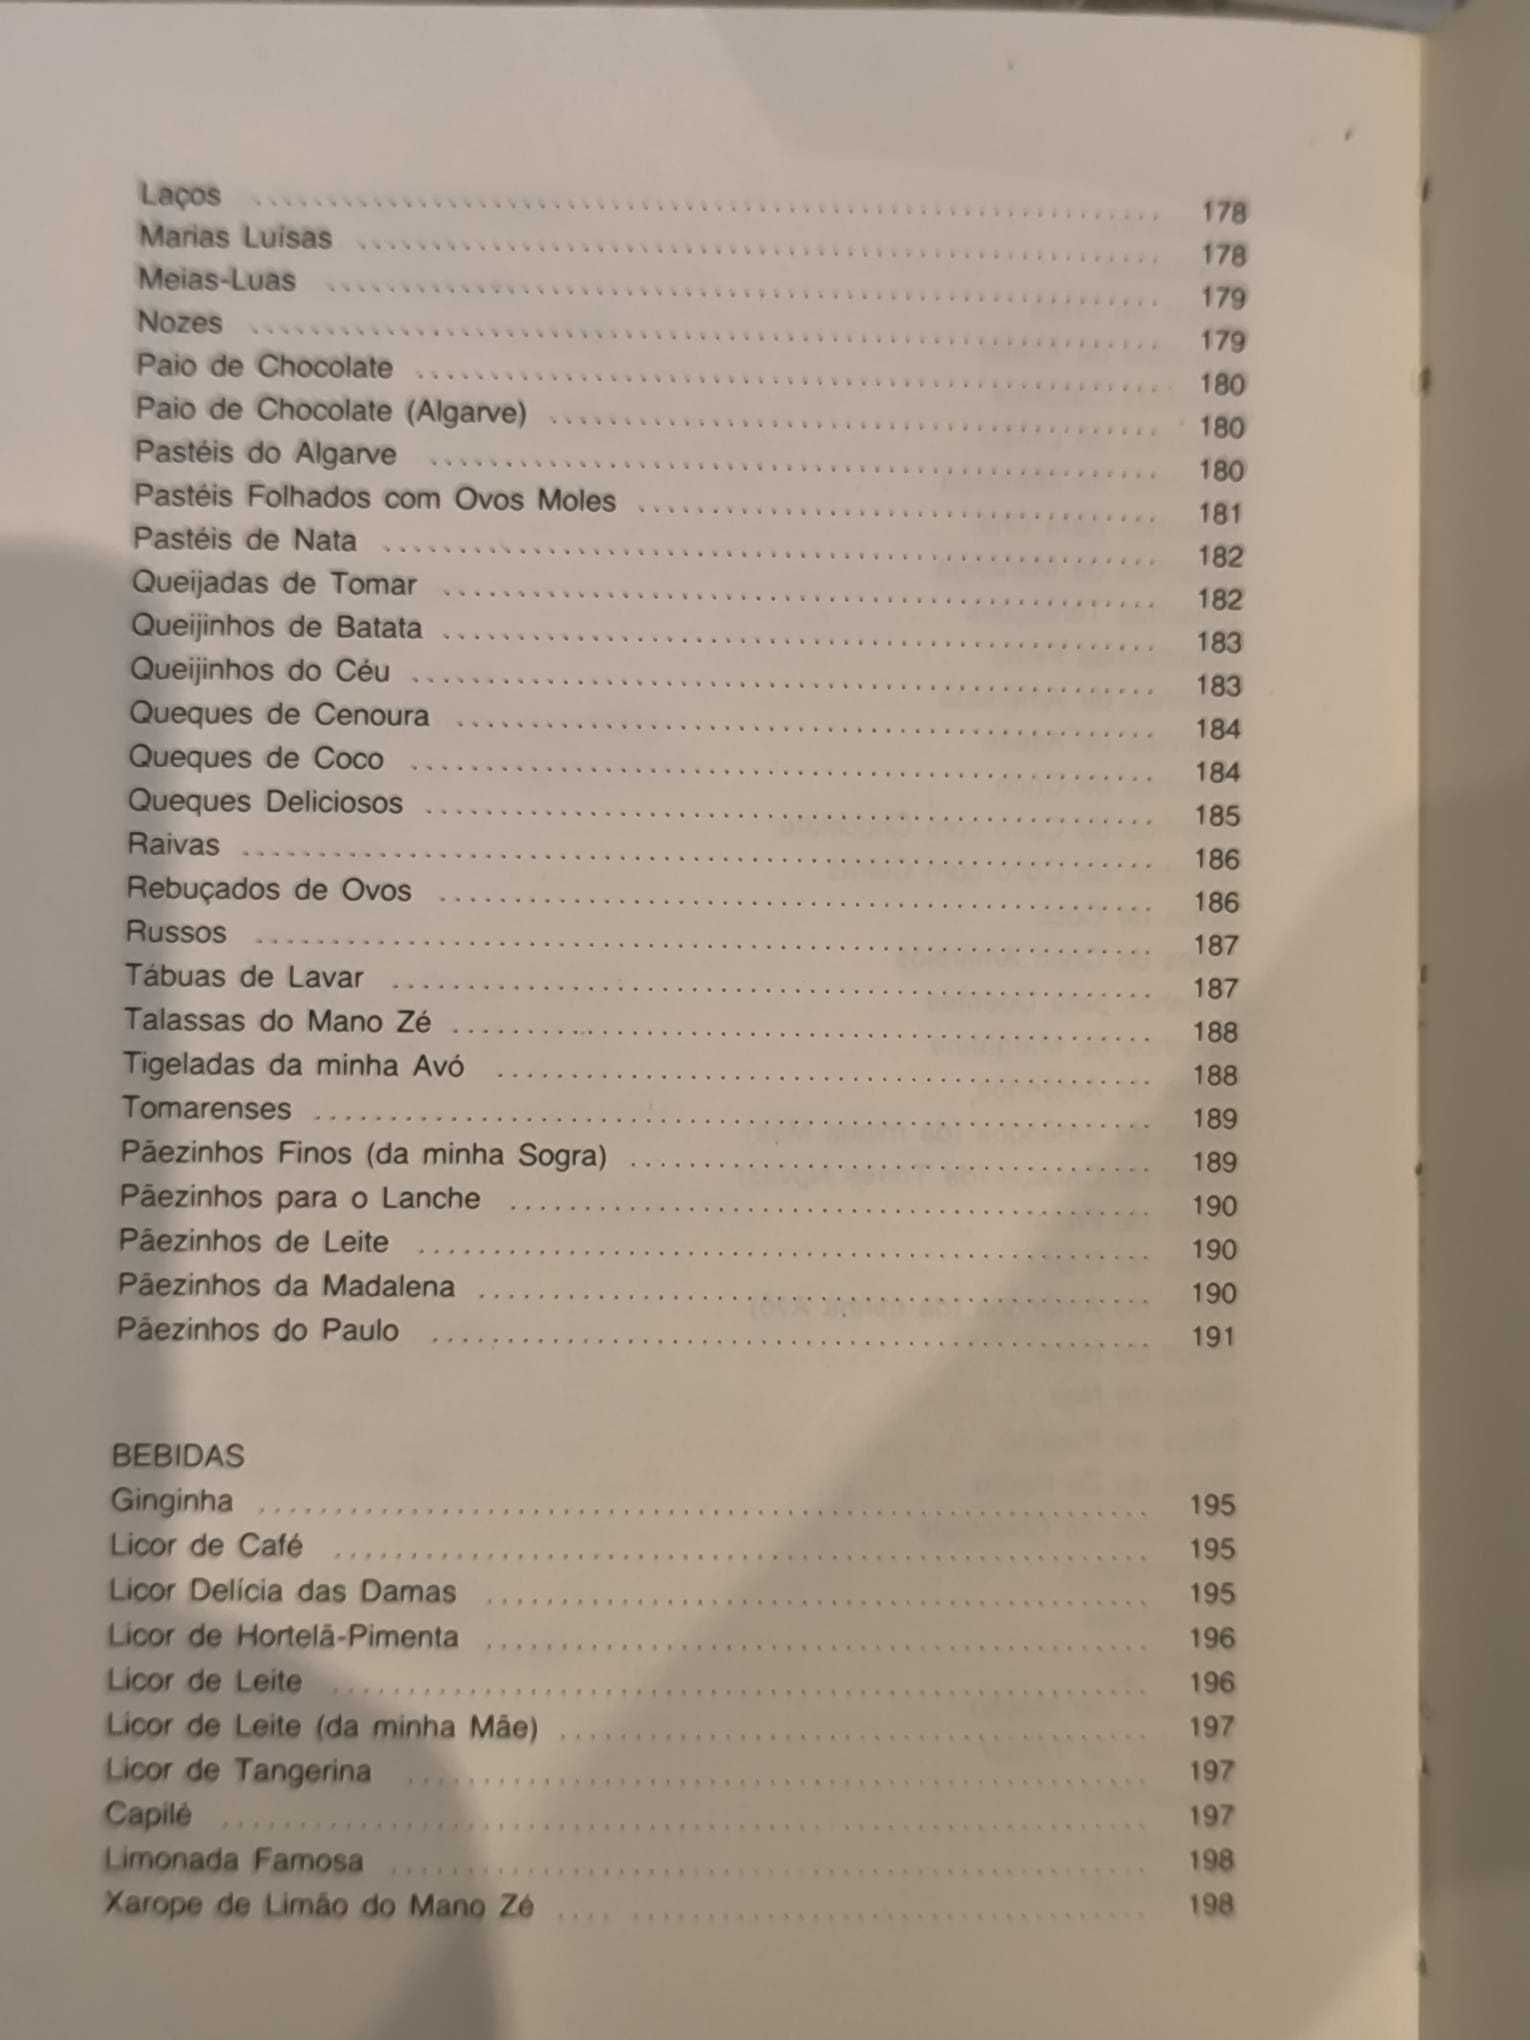 Laços 178
Marias Luísas 178
Meias-Luas 179
Nozes 179
Paio de Chocolate 180
Paio de Chocolate (Algarve) 180
Pastéis do Algarve 180
Pastéis Folhados com Ovos Moles 181
Pastéis de Nata 182
Queijadas de Tomar 182
Queijinhos de Batata 183
Queijinhos do Céu 183
Queques de Cenoura 184
Queques de Coco 184
Queques Deliciosos 185
Raivas 186
Rebuçados de Ovos 186
Russos 187
Tábuas de Lavar 187
Talassas do Mano Zé 188
Tigeladas da minha Avó 188
Tomarenses 189
Pãezinhos Finos (da minha Sogra) 189
Pãezinhos para o Lanche 190
Pãezinhos de Leite 190
Pãezinhos da Madalena 190
Pãezinhos do Paulo 191
BEBIDAS
Ginginha 195
Licor de Café 195
Licor Delícia das Damas 195
Licor de Hortelã-Pimenta 196
Licor de Leite 196
Licor de Leite (da minha Mãe) 197
Licor de Tangerina 197
Capilé 197
Limonada Famosa 198
Xarope de Limão do Mano Zé 198